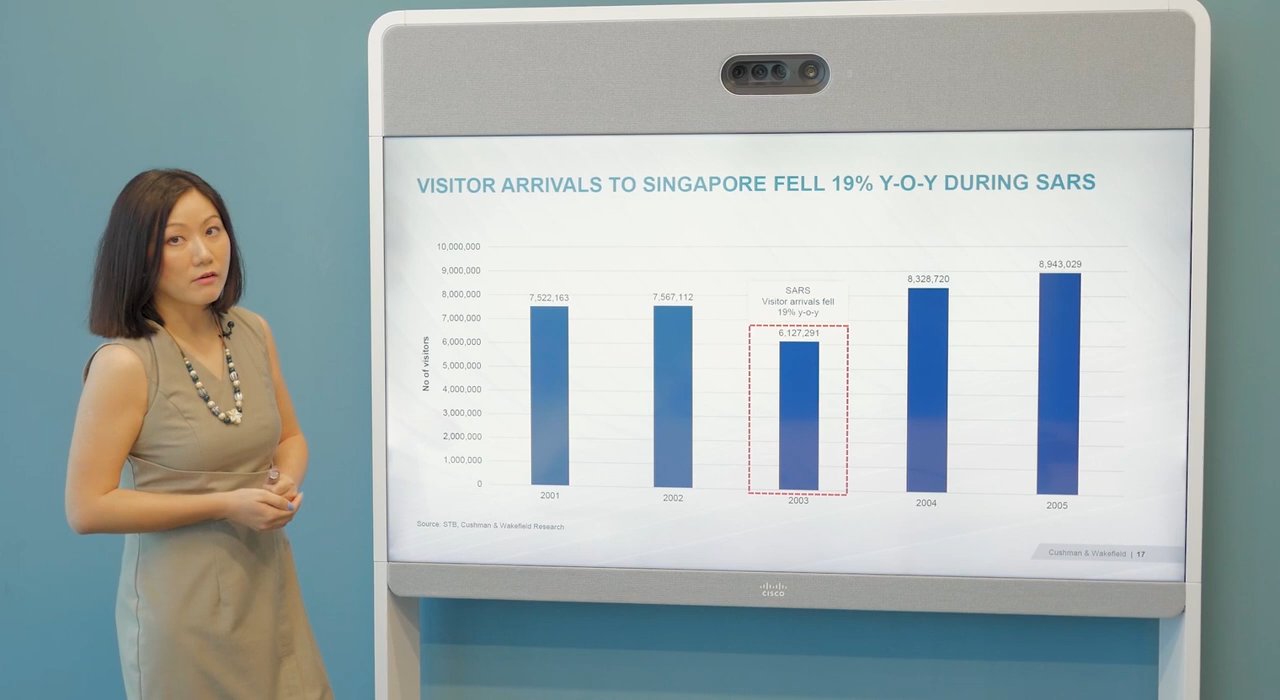 VISITOR ARRIVALS TO SINGAPORE FELL 19% Y-O-Y DURING SARS
No of visitors
10,000,000
9,000,000
8,000,000
7,000,000
6,000,000
5,000,000
4,000,000
3,000,000
2,000,000
1,000,000
0
7,522,163
7,567,112
SARS
Visitor arrivals fell
19% y-o-y
6,127,291
8,328,720
8,943,029
2001
2002
2003
2004
2005
Source: STB, Cushman & Wakefield Research
Cushman & Wakefield | 17
CISCO